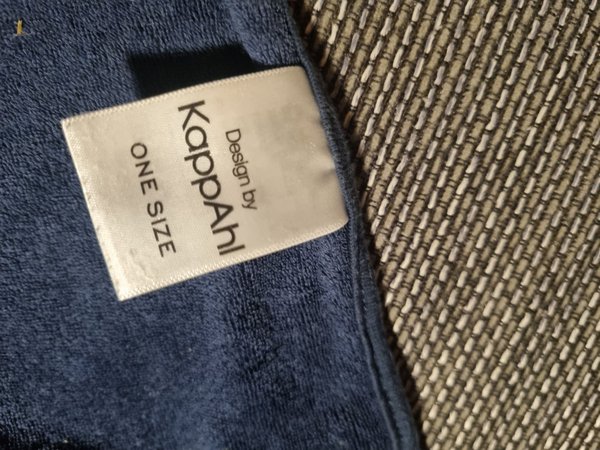 Design by
KappAhl
ONE SIZE